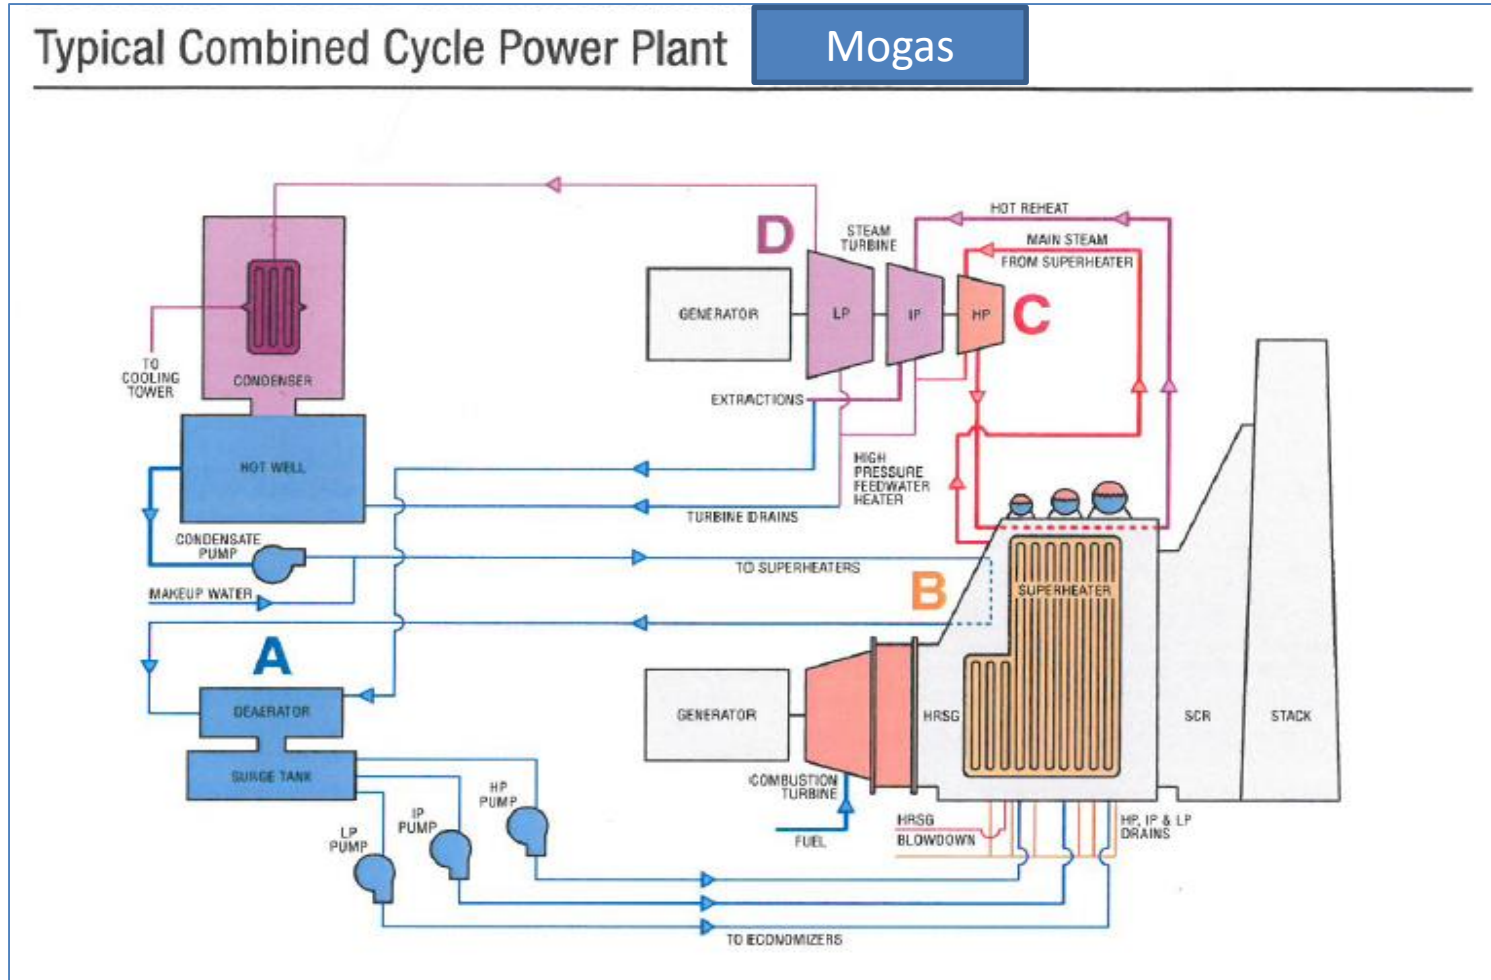 Typical Combined Cycle Power Plant
Mogas
HOT REHEAT
D
STEAM
TURBINE
MAIN STEAM
FROM SUPERHEATER
GENERATOR
LP
IP
HP
C
TO
COOLING
TOWER
CONDENSER
EXTRACTIONS
HOT WELL
HIGH
PRESSURE
FEEDWATER
HEATER
TURBINE DRAINS
CONDENSATE
PUMP
TO SUPERHEATERS
MAKEUP WATER
B
SUPERHEATER
A
DEAERATOR
GENERATOR
HRSG
SCR
STACK
SURGE TANK
COMBUSTION
TURBINE
HP
PUMP
IP
PUMP
LP
PUMP
FUEL
HRSG
BLOWDOWN
HP, IP & LP
DRAINS
TO ECONOMIZERS